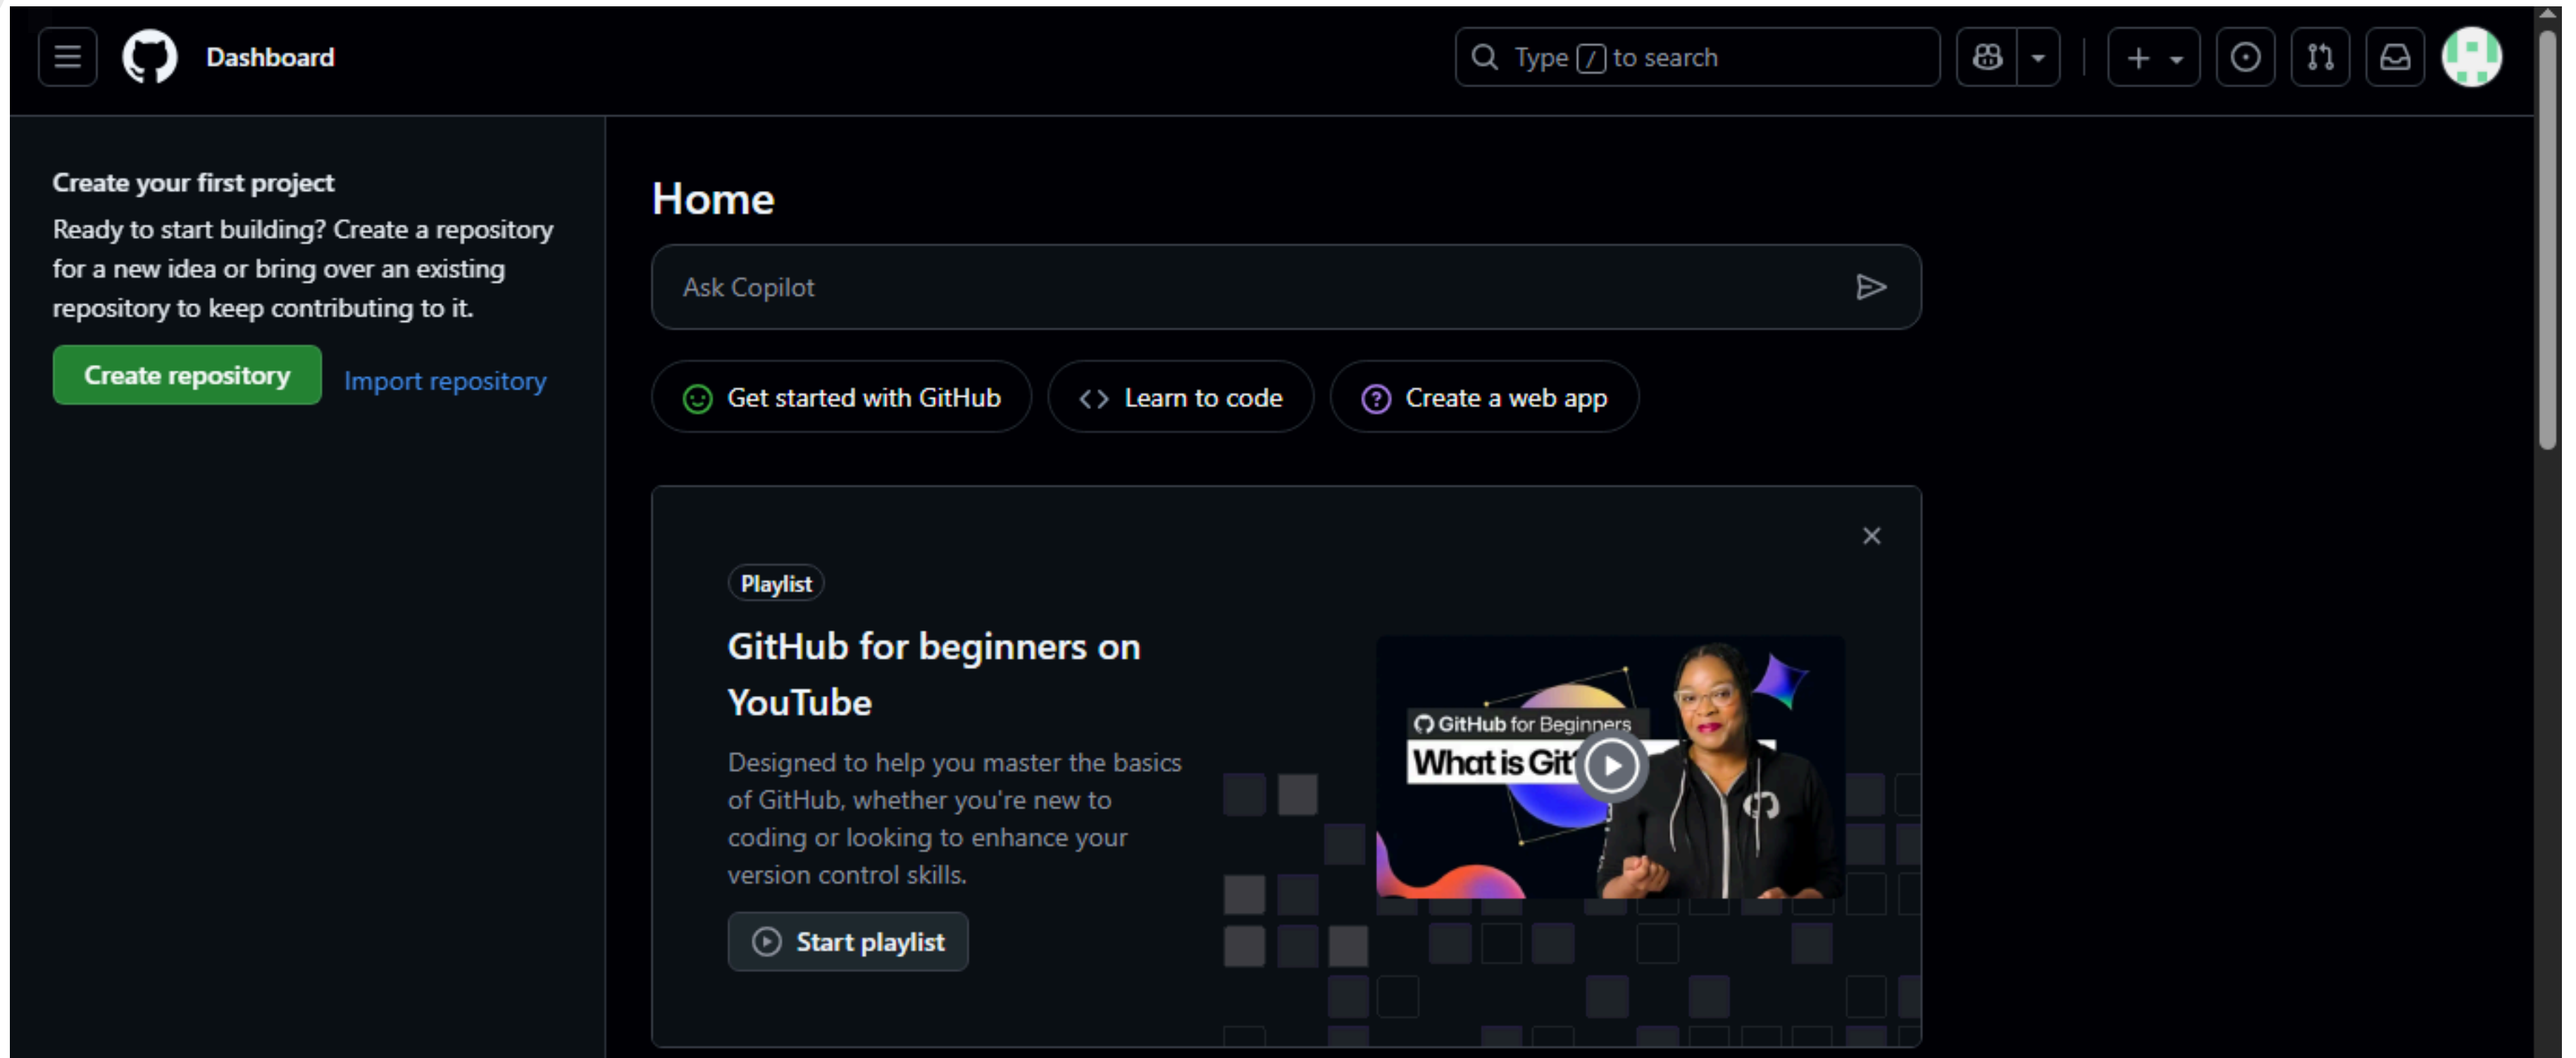 Dashboard
Type / to search
Create your first project
Ready to start building? Create a repository
for a new idea or bring over an existing
repository to keep contributing to it.
Create repository
Import repository
Home
Ask Copilot
Get started with GitHub
Learn to code
Create a web app
Playlist
GitHub for beginners on
YouTube
Designed to help you master the basics
of GitHub, whether you're new to
coding or looking to enhance your
version control skills.
Start playlist
GitHub for Beginners
What is Git